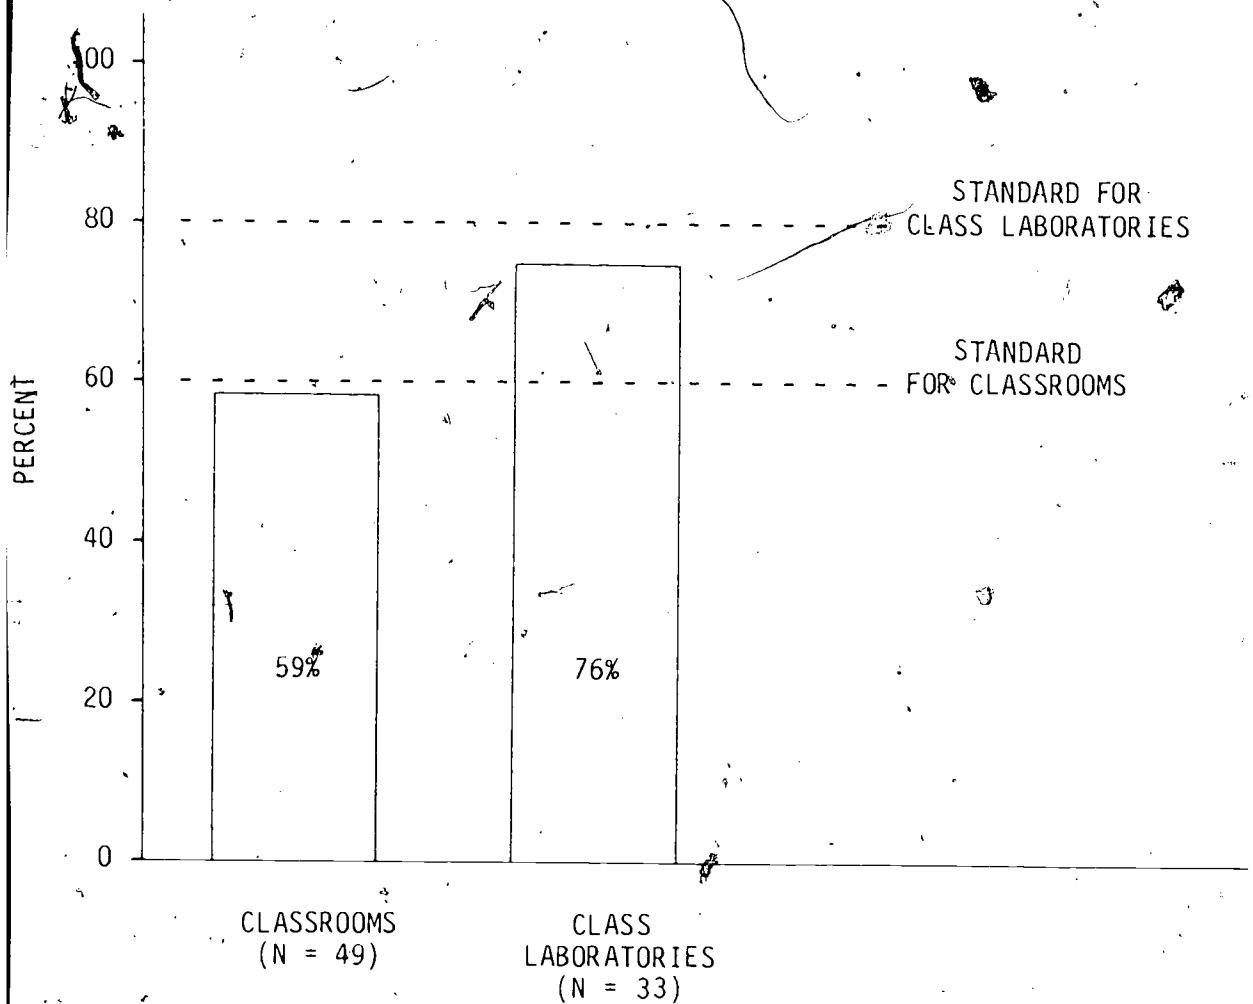 00
80
60
40
20
0
PERCENT
STANDARD FOR
CLASS LABORATORIES
STANDARD
FOR CLASSROOMS
59%
76%
CLASSROOMS
(N = 49)
CLASS
LABORATORIES
(N = 33)